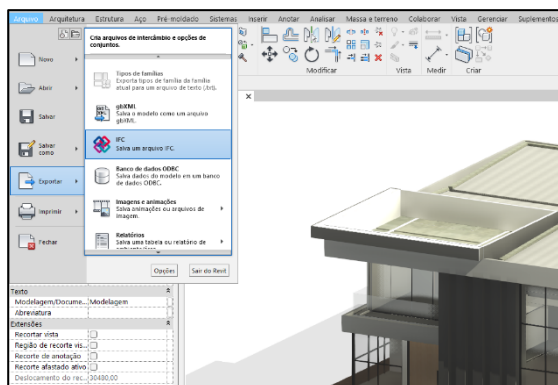 Arquivo Arquitetura Estrutura Aço Pré-moldado Sistemas Inserir Anotar Analisar Massa e terreno Colaborar Vista Gerenciar Suplementos
Cria arquivos de intercâmbio e opções de
conjuntos.
Novo
Abrir
Salvar
Salvar
como
Exportar
Imprimir
Fechar
Tipos de famílias
Exporta tipos de família da família
atual para um arquivo de texto (.txt).
gbXML
Salva o modelo como um arquivo
gbXML.
IFC
Salva um arquivo IFC.
Banco de dados ODBC
Salva dados do modelo em um banco
de dados ODBC.
Imagens e animações
Salva animações ou arquivos de
imagem.
Relatórios
Salva uma tabela ou relatório de
Opções Sair do Revit
Modificar Vista Medir Criar
Texto
Modelagem/Docume... Modelagem
Abreviatura
Extensões
Recortar vista
Região de recorte vis...
Recorte de anotação
Recorte afastado ativo
Deslocamento do rec... 30480,00